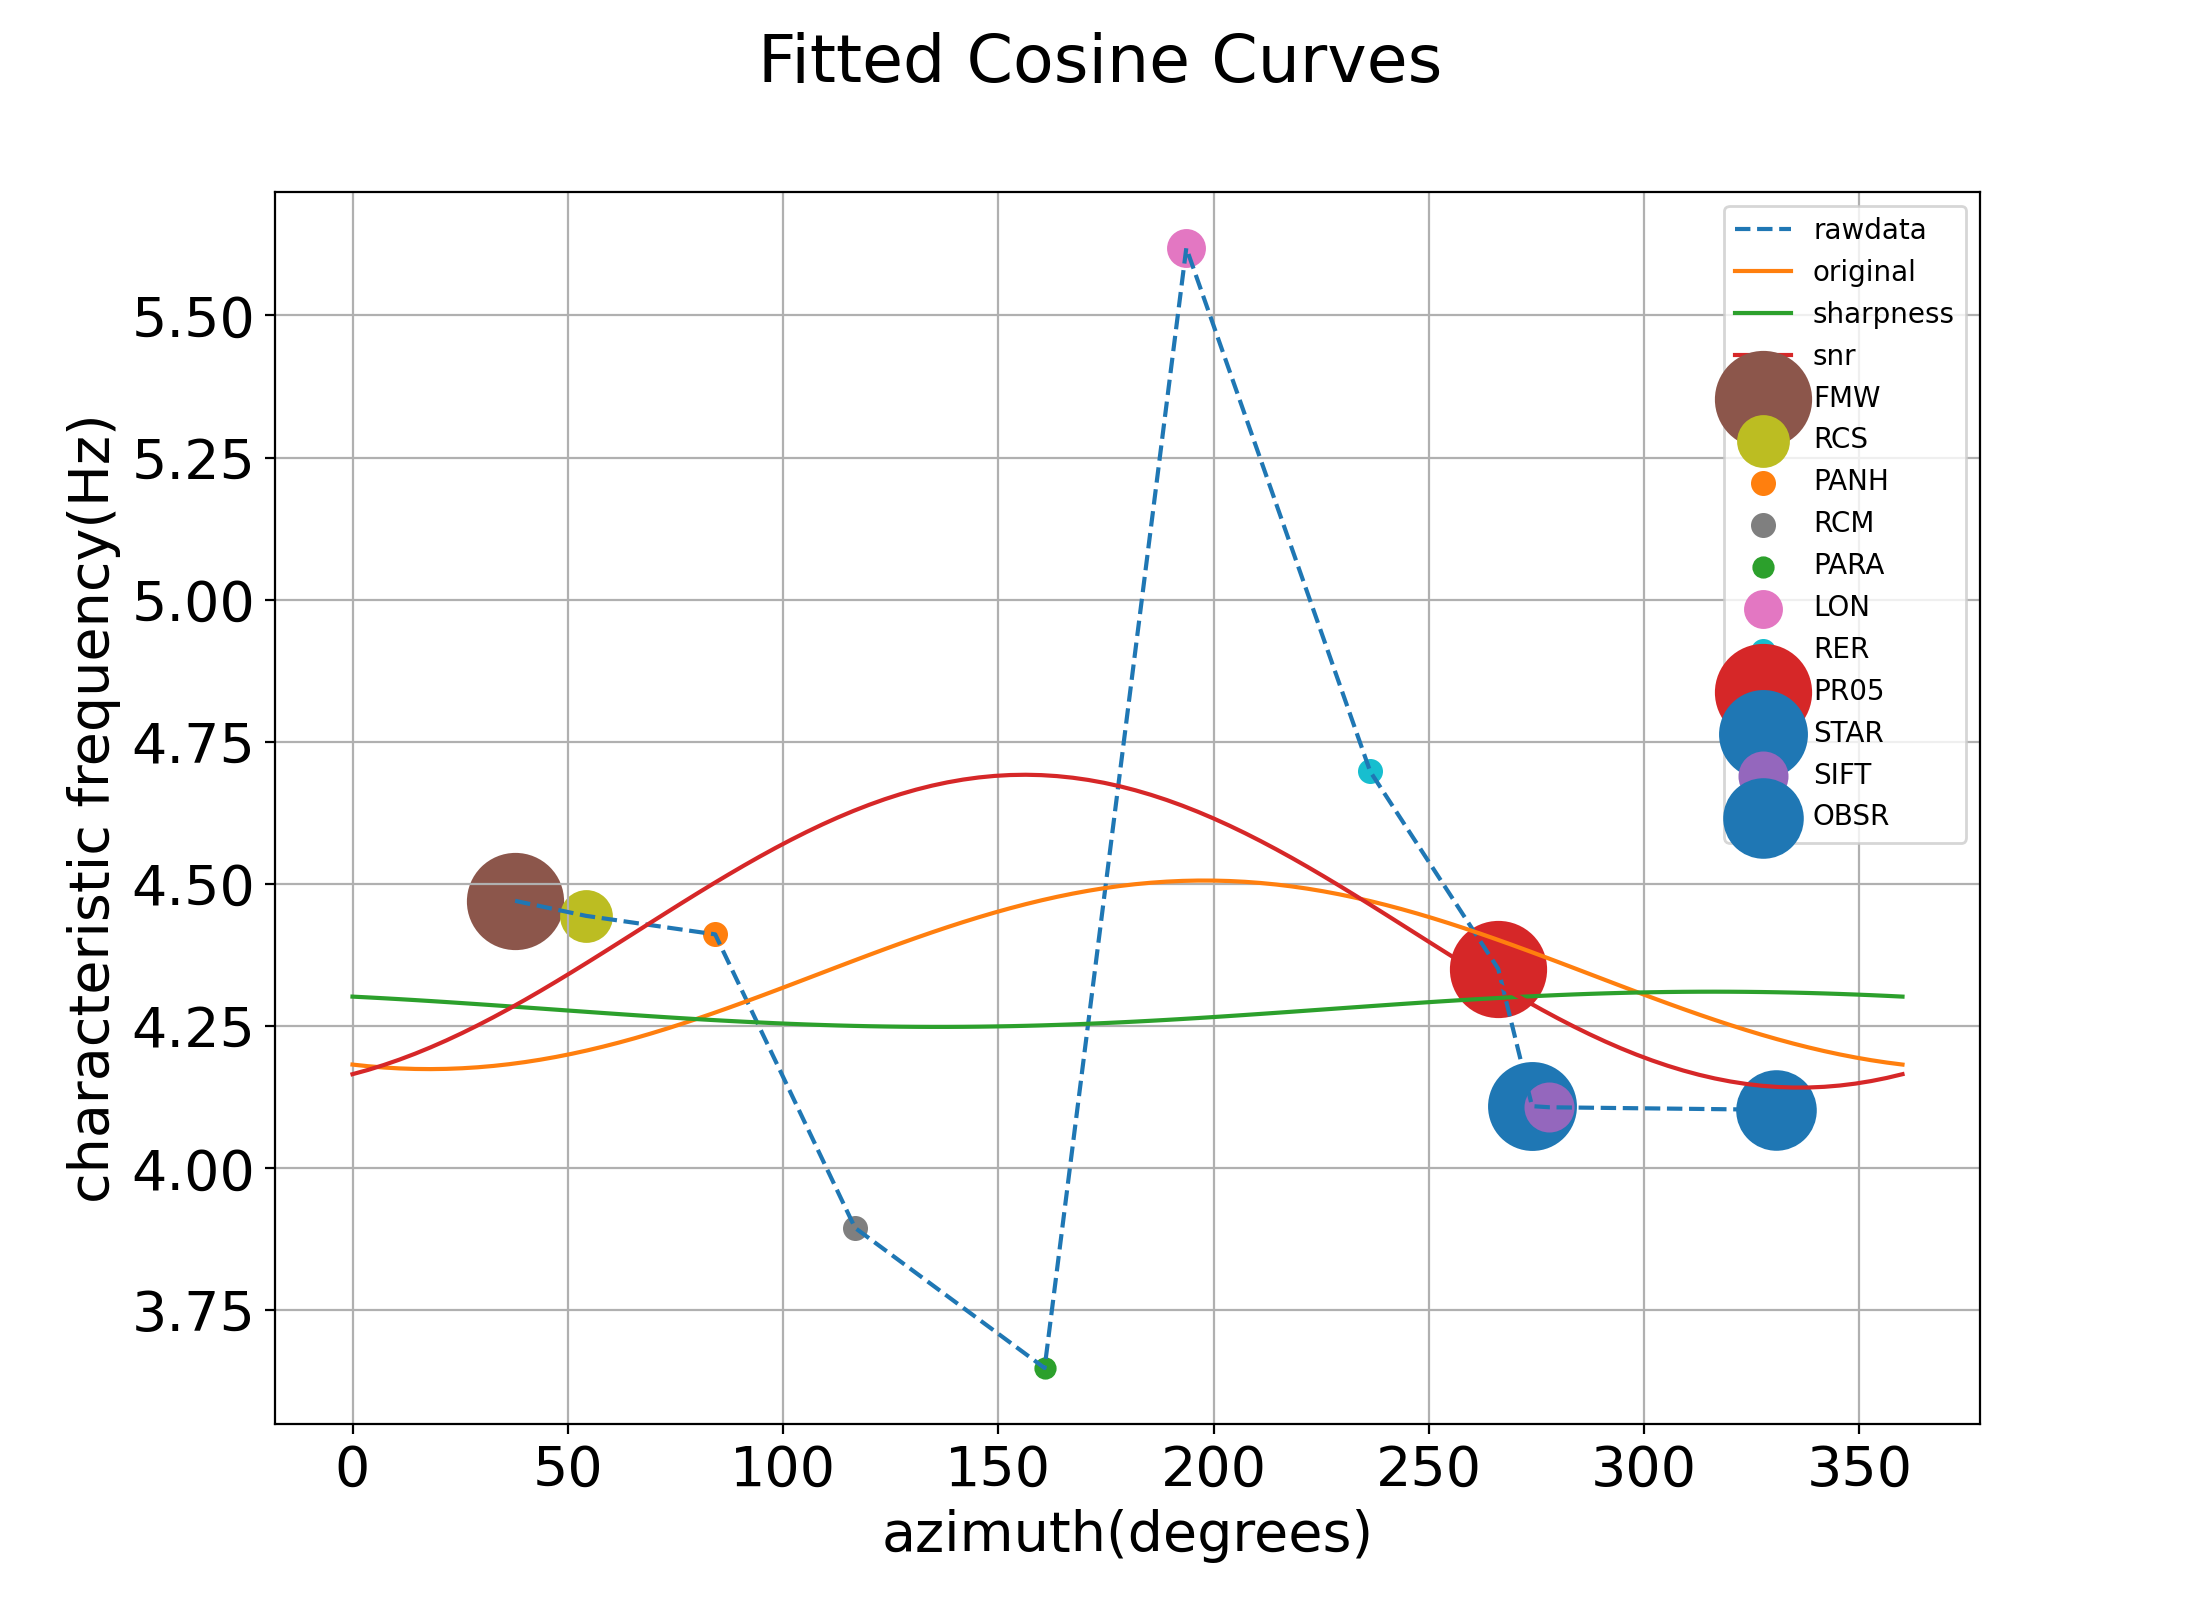 Fitted Cosine Curves
rawdata
original
sharpness
snr
FMW
RCS
PANH
RCM
PARA
LON
RER
PR05
STAR
SIFT
OBSR
characteristic frequency(Hz)
5.50
5.25
5.00
4.75
4.50
4.25
4.00
3.75
0 50 100 150 200 250 300 350
azimuth(degrees)